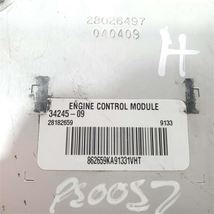 28026497
040409
H
ENGINE CONTROL MODULE
34245-09
28182659 9133
862659KA91331VHT
PS0057